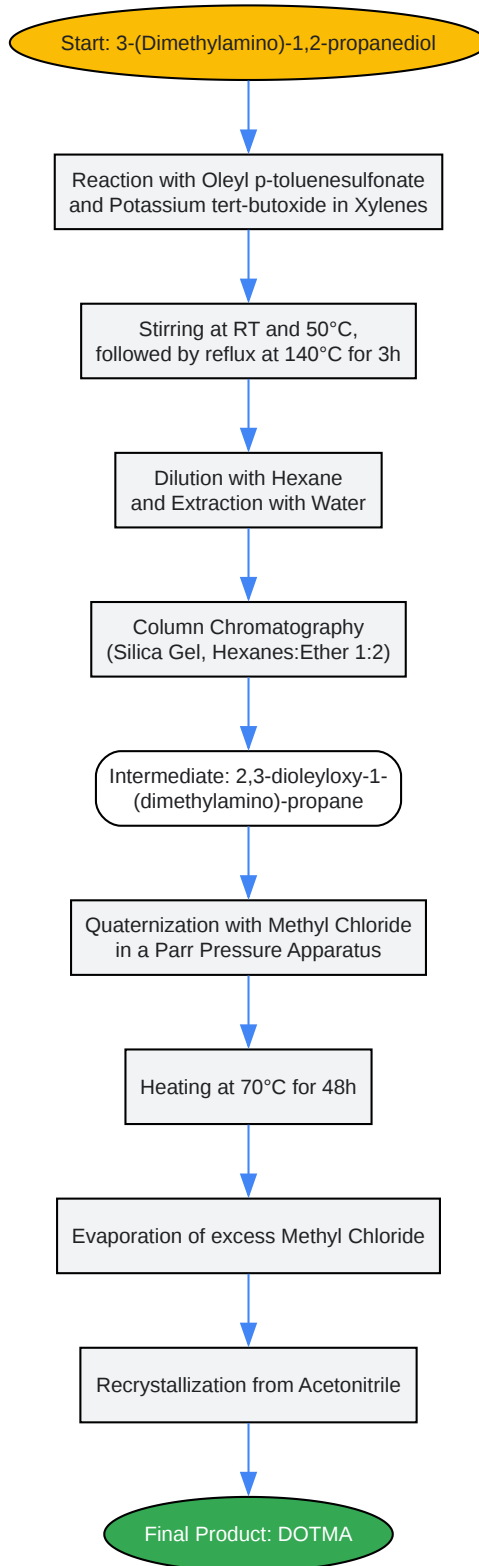 Start: 3-(Dimethylamino)-1,2-propanediol
Reaction with Oleyl p-toluenesulfonate
and Potassium tert-butoxide in Xylenes
Stirring at RT and 50°C,
followed by reflux at 140°C for 3h
Dilution with Hexane
and Extraction with Water
Column Chromatography
(Silica Gel, Hexanes:Ether 1:2)
Intermediate: 2,3-dioleyloxy-1-
(dimethylamino)-propane
Quaternization with Methyl Chloride
in a Parr Pressure Apparatus
Heating at 70°C for 48h
Evaporation of excess Methyl Chloride
Recrystallization from Acetonitrile
Final Product: DOTMA